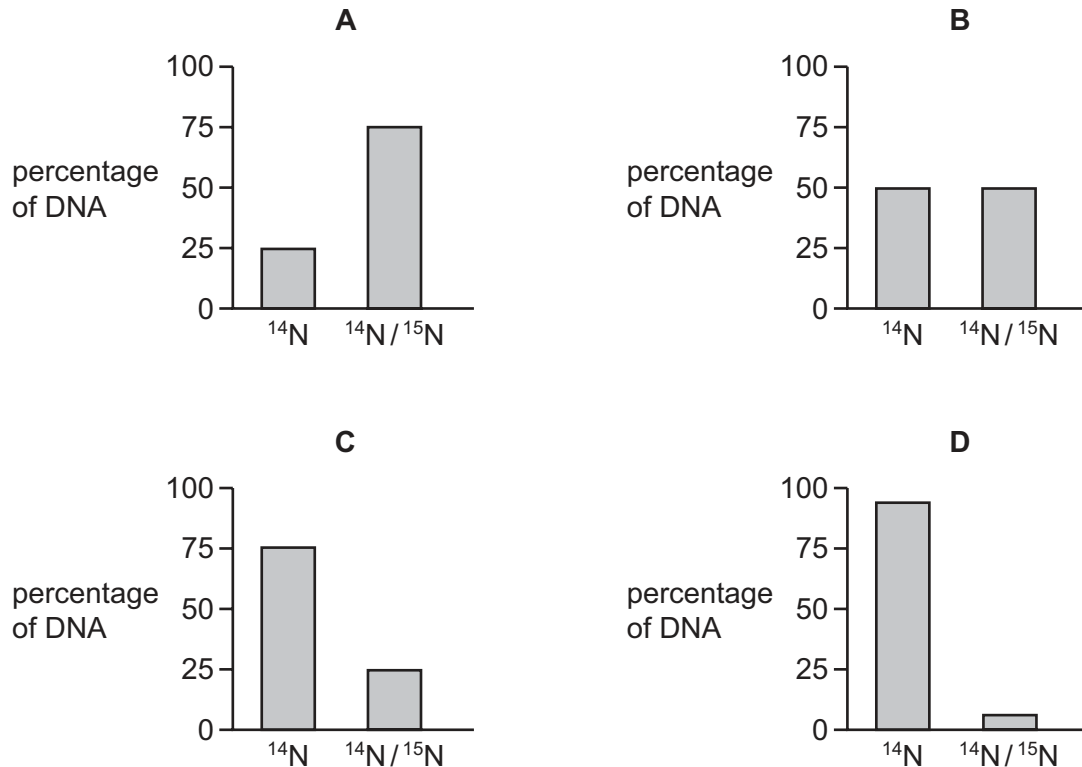 A
100
75
50
25
0
percentage
of DNA
¹⁴N
¹⁴N / ¹⁵N
B
100
75
50
25
0
percentage
of DNA
¹⁴N
¹⁴N / ¹⁵N
C
100
75
50
25
0
percentage
of DNA
¹⁴N
¹⁴N / ¹⁵N
D
100
75
50
25
0
percentage
of DNA
¹⁴N
¹⁴N / ¹⁵N